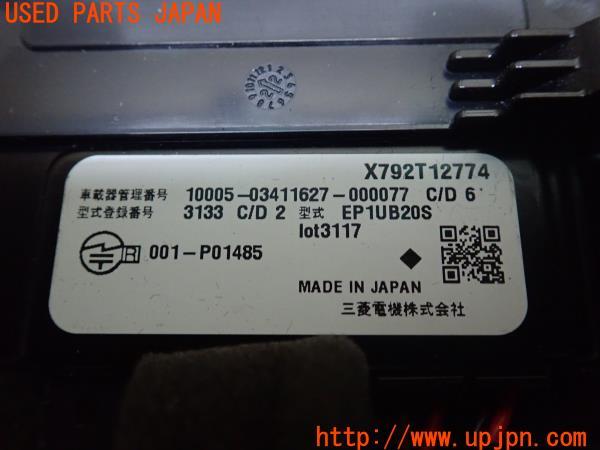 USED PARTS JAPAN
X792T12774
車載器管理番号 10005-03411627-000077 C/D 6
型式登録番号 3133 C/D 2 型式 EP1UB20S
lot3117
R 001-P01485
MADE IN JAPAN
三菱電機株式会社
UPJ
http://www.upjpn.com/